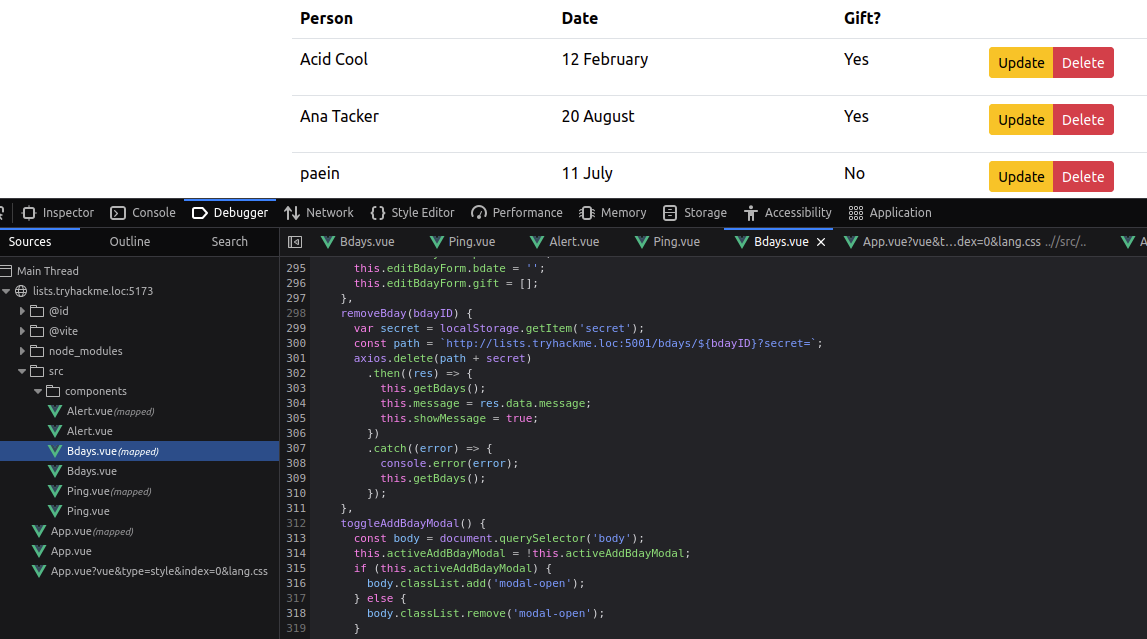 Person Date Gift?
Acid Cool 12 February Yes Update Delete
Ana Tacker 20 August Yes Update Delete
paein 11 July No Update Delete
Inspector Console Debugger Network Style Editor Performance Memory Storage Accessibility Application
Sources Outline Search Bdays.vue Ping.vue Alert.vue Ping.vue Bdays.vue App.vue?vue&t…dex=0&lang.css ..//src/.. A
Main Thread
lists.tryhackme.loc:5173
@id
@vite
node_modules
src
components
Alert.vue(mapped)
Alert.vue
Bdays.vue(mapped)
Bdays.vue
Ping.vue(mapped)
Ping.vue
App.vue(mapped)
App.vue
App.vue?vue&type=style&index=0&lang.css
295 this.editBdayForm.bdate = '';
296 this.editBdayForm.gift = [];
297 },
298 removeBday(bdayID) {
299 var secret = localStorage.getItem('secret');
300 const path = `http://lists.tryhackme.loc:5001/bdays/${bdayID}?secret=`;
301 axios.delete(path + secret)
302 .then((res) => {
303 this.getBdays();
304 this.message = res.data.message;
305 this.showMessage = true;
306 })
307 .catch((error) => {
308 console.error(error);
309 this.getBdays();
310 });
311 },
312 toggleAddBdayModal() {
313 const body = document.querySelector('body');
314 this.activeAddBdayModal = !this.activeAddBdayModal;
315 if (this.activeAddBdayModal) {
316 body.classList.add('modal-open');
317 } else {
318 body.classList.remove('modal-open');
319 }